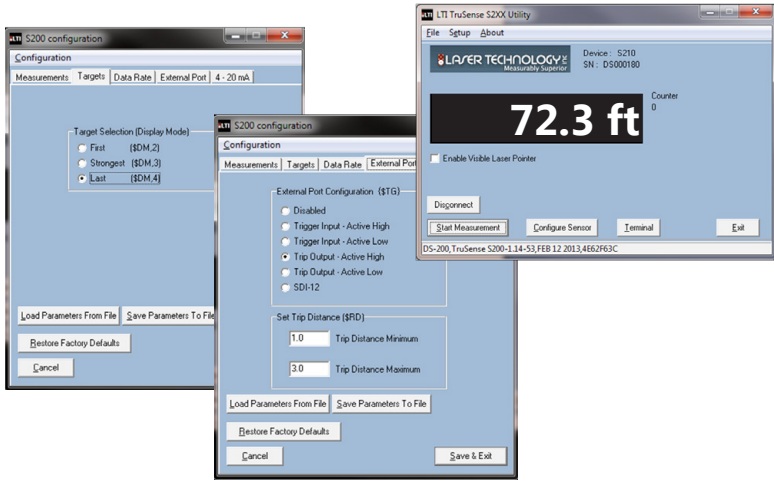 S200 configuration
Configuration
Measurements Targets Data Rate External Port 4 - 20 mA
Target Selection (Display Mode)
First ($DM,2)
Strongest ($DM,3)
Last ($DM,4)
Load Parameters From File Save Parameters To File
Restore Factory Defaults
Cancel
S200 configuration
Configuration
Measurements Targets Data Rate External Port
External Port Configuration ($TG)
Disabled
Trigger Input - Active High
Trigger Input - Active Low
Trip Output - Active High
Trip Output - Active Low
SDI-12
Set Trip Distance ($RD)
1.0 Trip Distance Minimum
3.0 Trip Distance Maximum
Load Parameters From File Save Parameters To File
Restore Factory Defaults
Cancel Save & Exit
LTI TruSense S2XX Utility
File Setup About
LASER TECHNOLOGY
Measurably Superior
Device : S210
SN : DS000180
72.3 ft
Counter
0
Enable Visible Laser Pointer
Disconnect
Start Measurement Configure Sensor Terminal Exit
DS-200,TruSense S200-1.14-53,FEB 12 2013,4E62F63C